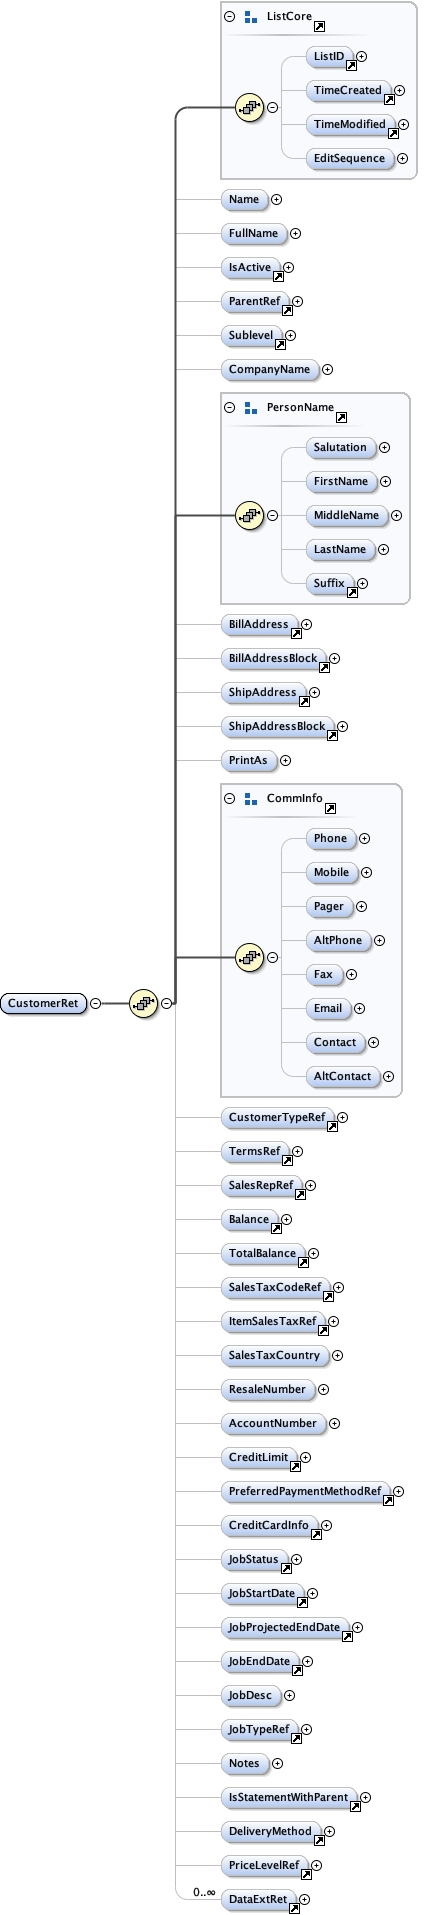 ListCore
ListID
TimeCreated
TimeModified
EditSequence
Name
FullName
IsActive
ParentRef
Sublevel
CompanyName
PersonName
Salutation
FirstName
MiddleName
LastName
Suffix
BillAddress
BillAddressBlock
ShipAddress
ShipAddressBlock
PrintAs
CommInfo
Phone
Mobile
Pager
AltPhone
Fax
Email
Contact
AltContact
CustomerRet
CustomerTypeRef
TermsRef
SalesRepRef
Balance
TotalBalance
SalesTaxCodeRef
ItemSalesTaxRef
SalesTaxCountry
ResaleNumber
AccountNumber
CreditLimit
PreferredPaymentMethodRef
CreditCardInfo
JobStatus
JobStartDate
JobProjectedEndDate
JobEndDate
JobDesc
JobTypeRef
Notes
IsStatementWithParent
DeliveryMethod
PriceLevelRef
0..∞
DataExtRet